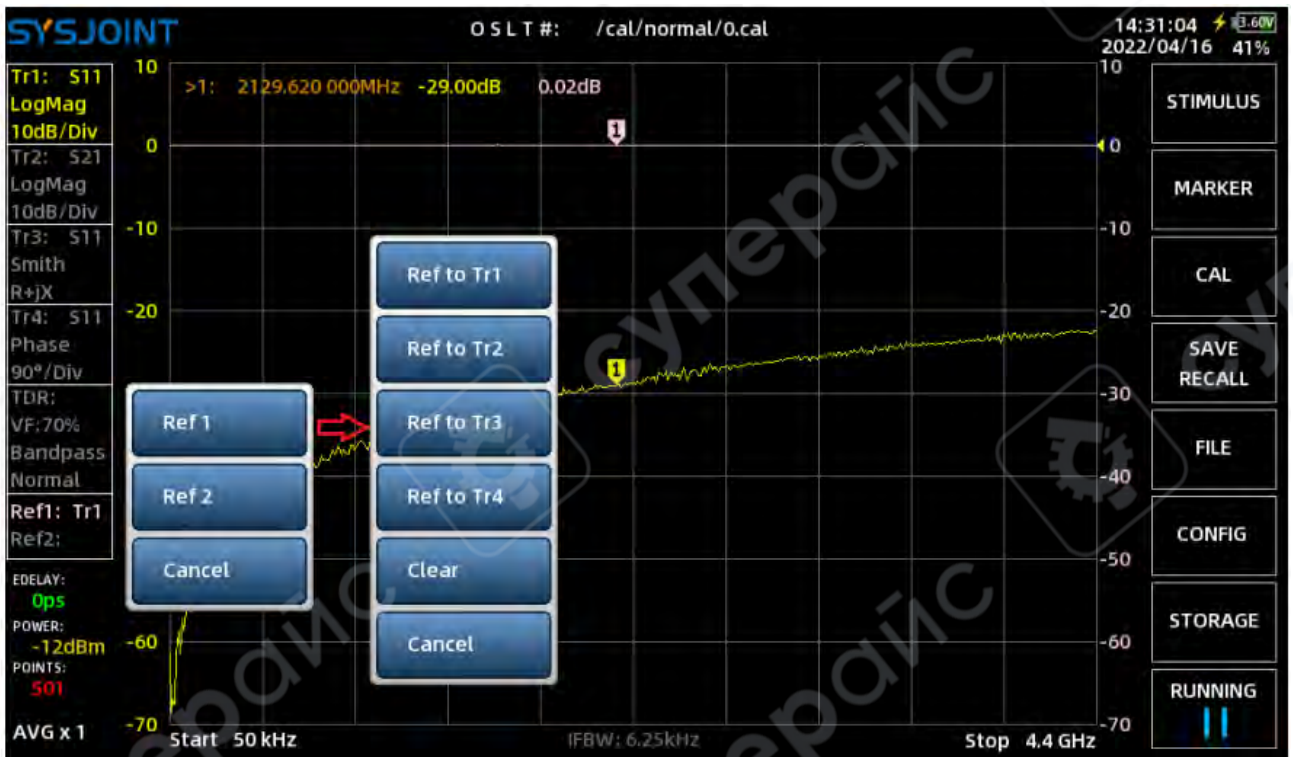 SYSJOINT
O S L T #: /cal/normal/0.cal
14:31:04 3.60V
2022/04/16 41%
Tr1: S11
LogMag
10dB/Div
Tr2: S21
LogMag
10dB/Div
Tr3: S11
Smith
R+jX
Tr4: S11
Phase
90°/Div
TDR:
VF:70%
Bandpass
Normal
Ref1: Tr1
Ref2:
EDELAY:
0ps
POWER:
-12dBm
POINTS:
501
AVG x 1
>1: 2129.620 000MHz -29.00dB 0.02dB
10
0
-10
-20
-60
-70
1
1
Ref 1
Ref 2
Cancel
Ref to Tr1
Ref to Tr2
Ref to Tr3
Ref to Tr4
Clear
Cancel
10
0
-10
-20
-30
-40
-50
-60
-70
Start 50 kHz
IFBW: 6.25kHz
Stop 4.4 GHz
STIMULUS
MARKER
CAL
SAVE
RECALL
FILE
CONFIG
STORAGE
RUNNING
суперайс